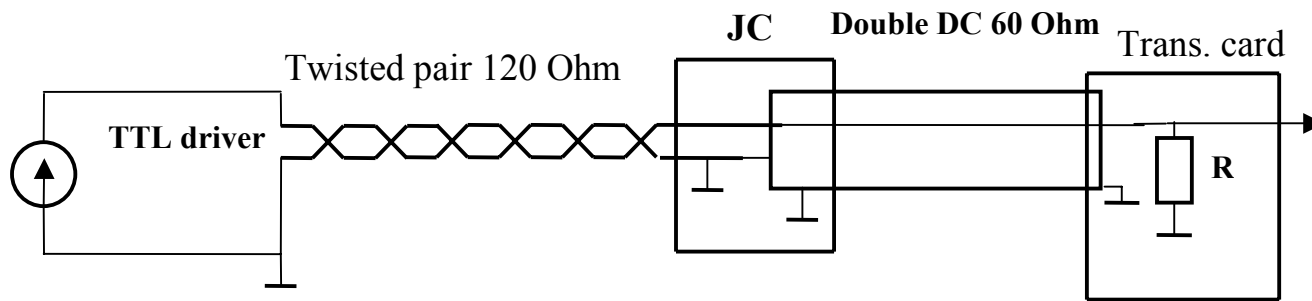 JC
Double DC 60 Ohm
Trans. card
Twisted pair 120 Ohm
TTL driver
R